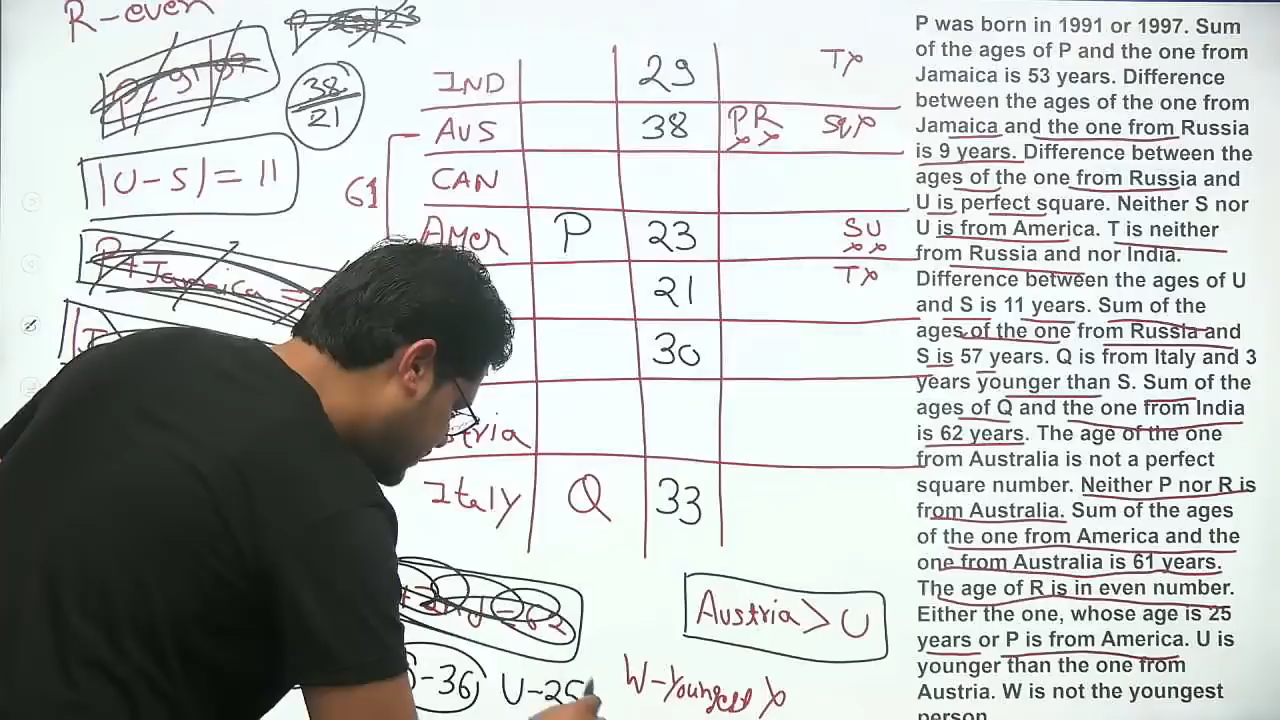 R-even
38
21
|U-S| = 11
P+Jamaica =
61
IND 29 Tx
AUS 38 PR Sqx
x x
CAN
Amer P 23 SU
x x
21 Tx
30
tria
Italy Q 33
Austria > U
-36 U-25
W-Youngest x
P was born in 1991 or 1997. Sum
of the ages of P and the one from
Jamaica is 53 years. Difference
between the ages of the one from
Jamaica and the one from Russia
is 9 years. Difference between the
ages of the one from Russia and
U is perfect square. Neither S nor
U is from America. T is neither
from Russia and nor India.
Difference between the ages of U
and S is 11 years. Sum of the
ages of the one from Russia and
S is 57 years. Q is from Italy and 3
years younger than S. Sum of the
ages of Q and the one from India
is 62 years. The age of the one
from Australia is not a perfect
square number. Neither P nor R is
from Australia. Sum of the ages
of the one from America and the
one from Australia is 61 years.
The age of R is in even number.
Either the one, whose age is 25
years or P is from America. U is
younger than the one from
Austria. W is not the youngest
person.